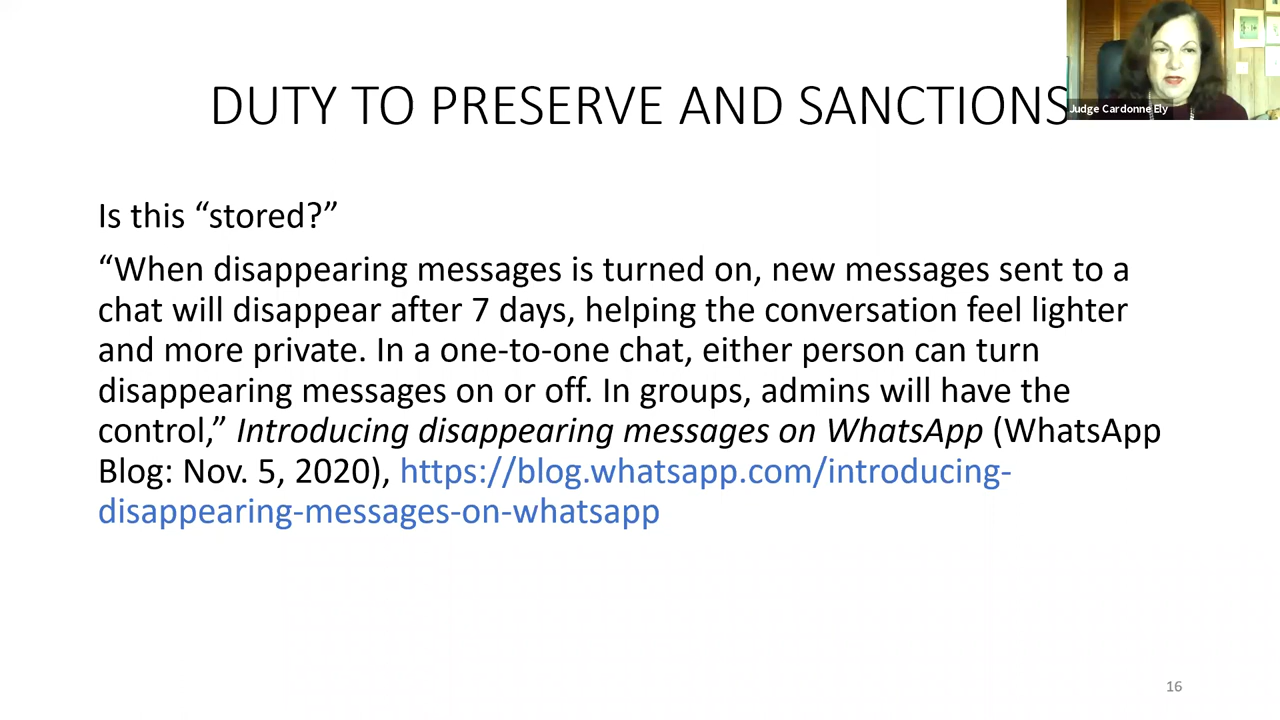 DUTY TO PRESERVE AND SANCTIONS
Judge Cardonne Ely
Is this “stored?”
“When disappearing messages is turned on, new messages sent to a
chat will disappear after 7 days, helping the conversation feel lighter
and more private. In a one-to-one chat, either person can turn
disappearing messages on or off. In groups, admins will have the
control,” Introducing disappearing messages on WhatsApp (WhatsApp
Blog: Nov. 5, 2020), https://blog.whatsapp.com/introducing-
disappearing-messages-on-whatsapp
16